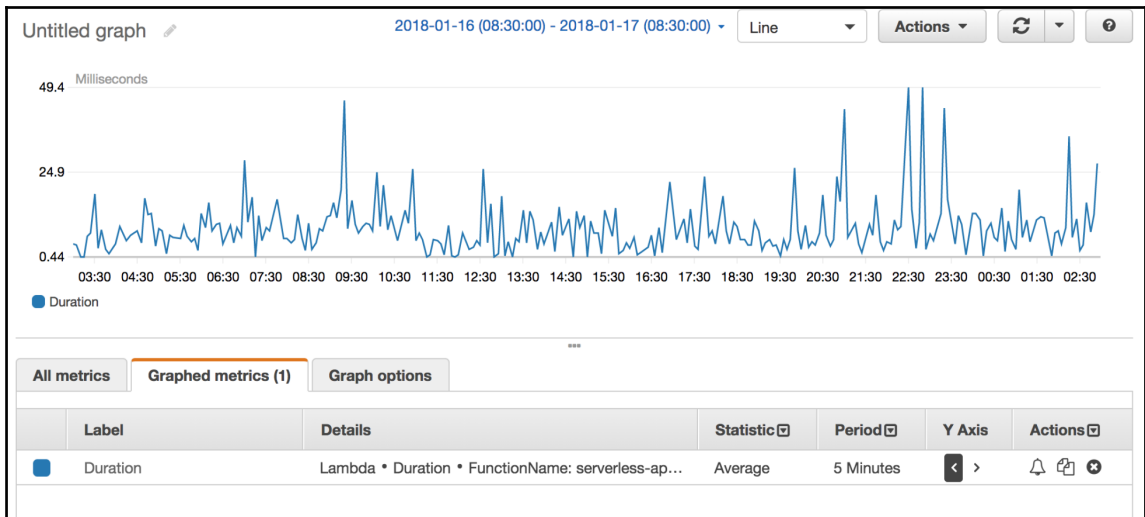 Untitled graph 2018-01-16 (08:30:00) - 2018-01-17 (08:30:00) Line Actions
Milliseconds
49.4
24.9
0.44
03:30 04:30 05:30 06:30 07:30 08:30 09:30 10:30 11:30 12:30 13:30 14:30 15:30 16:30 17:30 18:30 19:30 20:30 21:30 22:30 23:30 00:30 01:30 02:30
Duration
All metrics Graphed metrics (1) Graph options
Label Details Statistic Period Y Axis Actions
Duration Lambda • Duration • FunctionName: serverless-ap... Average 5 Minutes < >